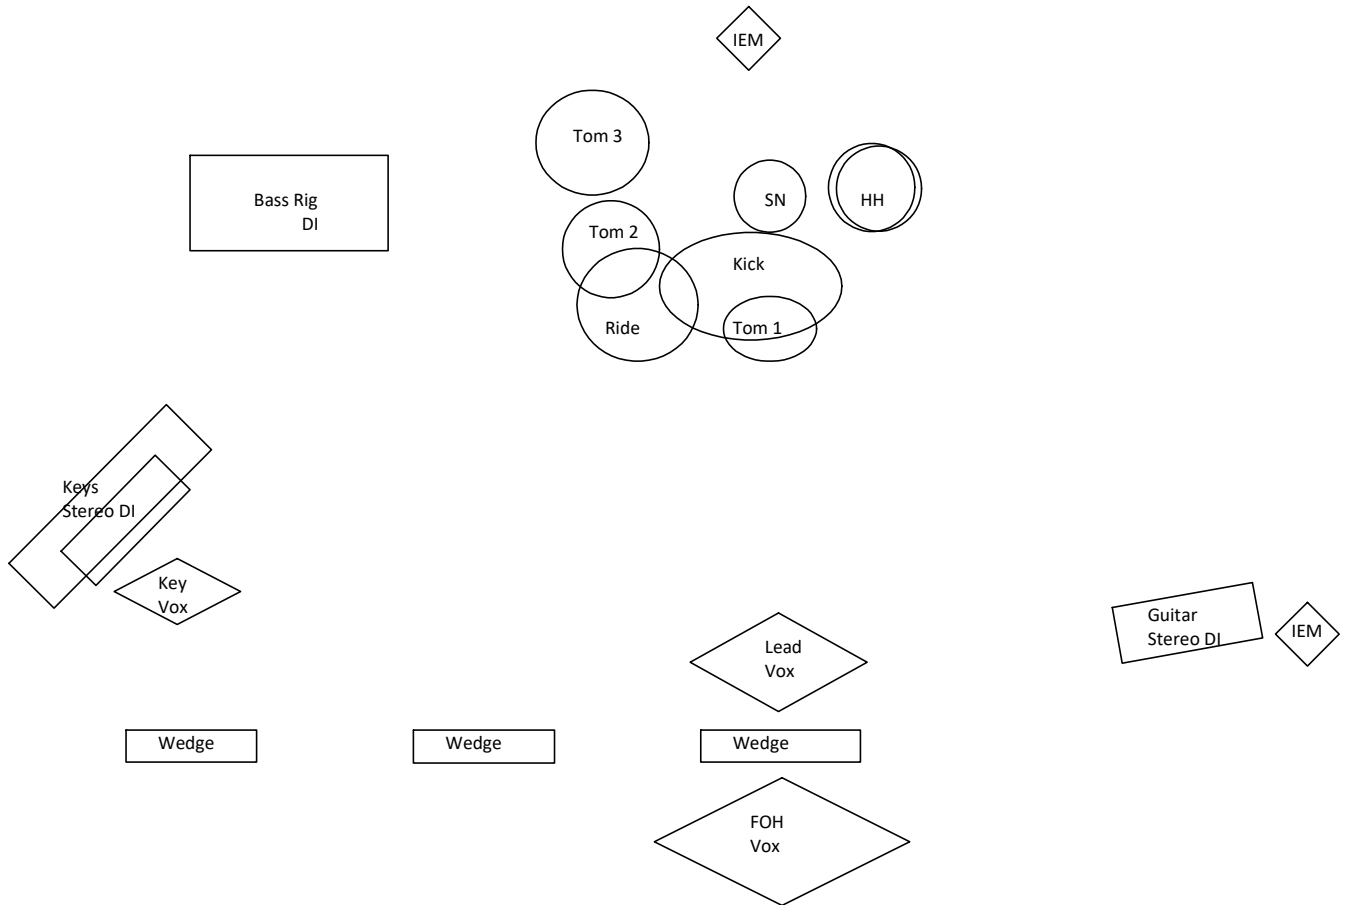 IEM
Tom 3
Bass Rig
DI
SN
HH
Tom 2
Kick
Ride
Tom 1
Keys
Stereo DI
Key
Vox
Guitar
Stereo DI
IEM
Lead
Vox
Wedge
Wedge
Wedge
FOH
Vox